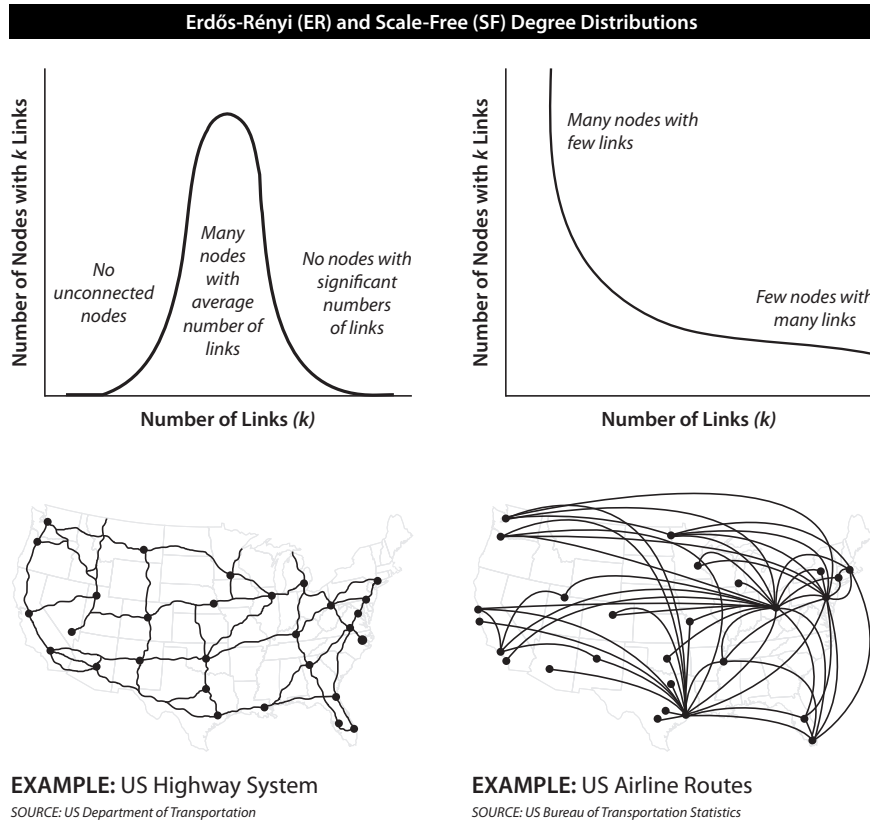 Erdős-Rényi (ER) and Scale-Free (SF) Degree Distributions
Number of Nodes with k Links
No
unconnected
nodes
Many
nodes
with
average
number of
links
No nodes with
significant
numbers
of links
Number of Links (k)
Number of Nodes with k Links
Many nodes with
few links
Few nodes with
many links
Number of Links (k)
EXAMPLE: US Highway System
SOURCE: US Department of Transportation
EXAMPLE: US Airline Routes
SOURCE: US Bureau of Transportation Statistics